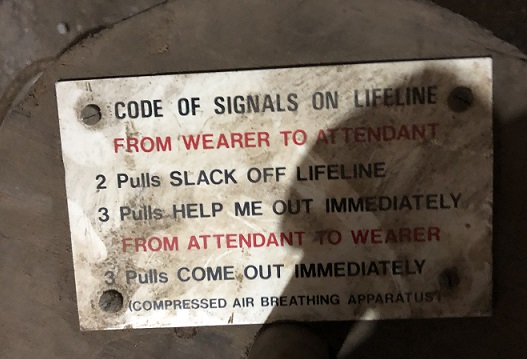 CODE OF SIGNALS ON LIFELINE
FROM WEARER TO ATTENDANT
2 Pulls SLACK OFF LIFELINE
3 Pulls HELP ME OUT IMMEDIATELY
FROM ATTENDANT TO WEARER
3 Pulls COME OUT IMMEDIATELY
(COMPRESSED AIR BREATHING APPARATUS)